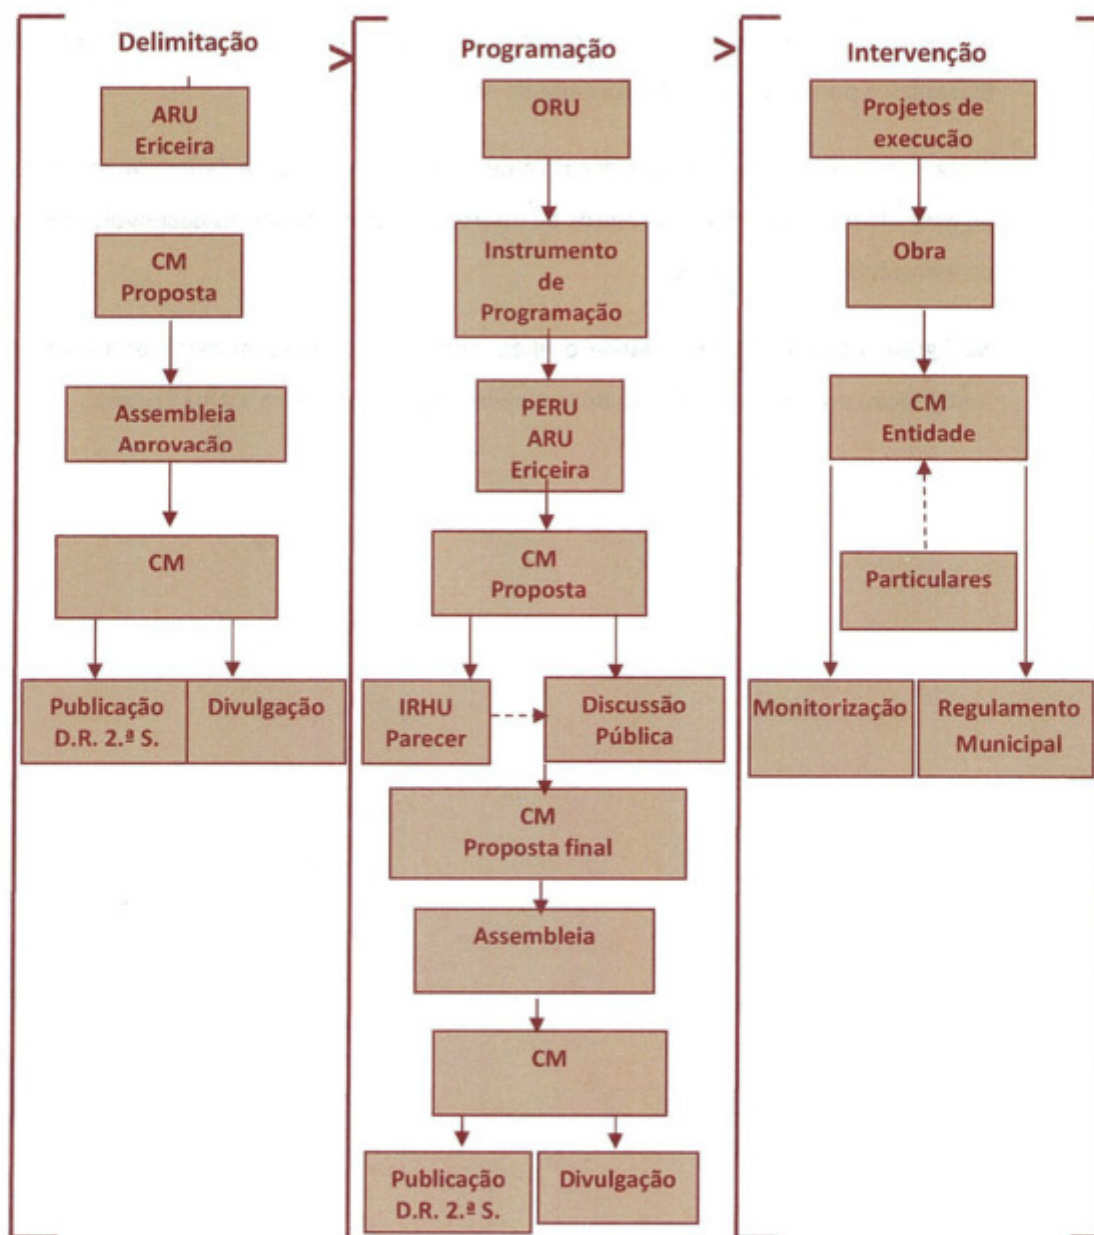 Delimitação
ARU
Ericeira
CM
Proposta
Assembleia
Aprovação
CM
Publicação
D.R. 2.ª S.
Divulgação
>
Programação
ORU
Instrumento
de
Programação
PERU
ARU
Ericeira
CM
Proposta
IRHU
Parecer
Discussão
Pública
CM
Proposta final
Assembleia
CM
Publicação
D.R. 2.ª S.
Divulgação
>
Intervenção
Projetos de
execução
Obra
CM
Entidade
Particulares
Monitorização
Regulamento
Municipal